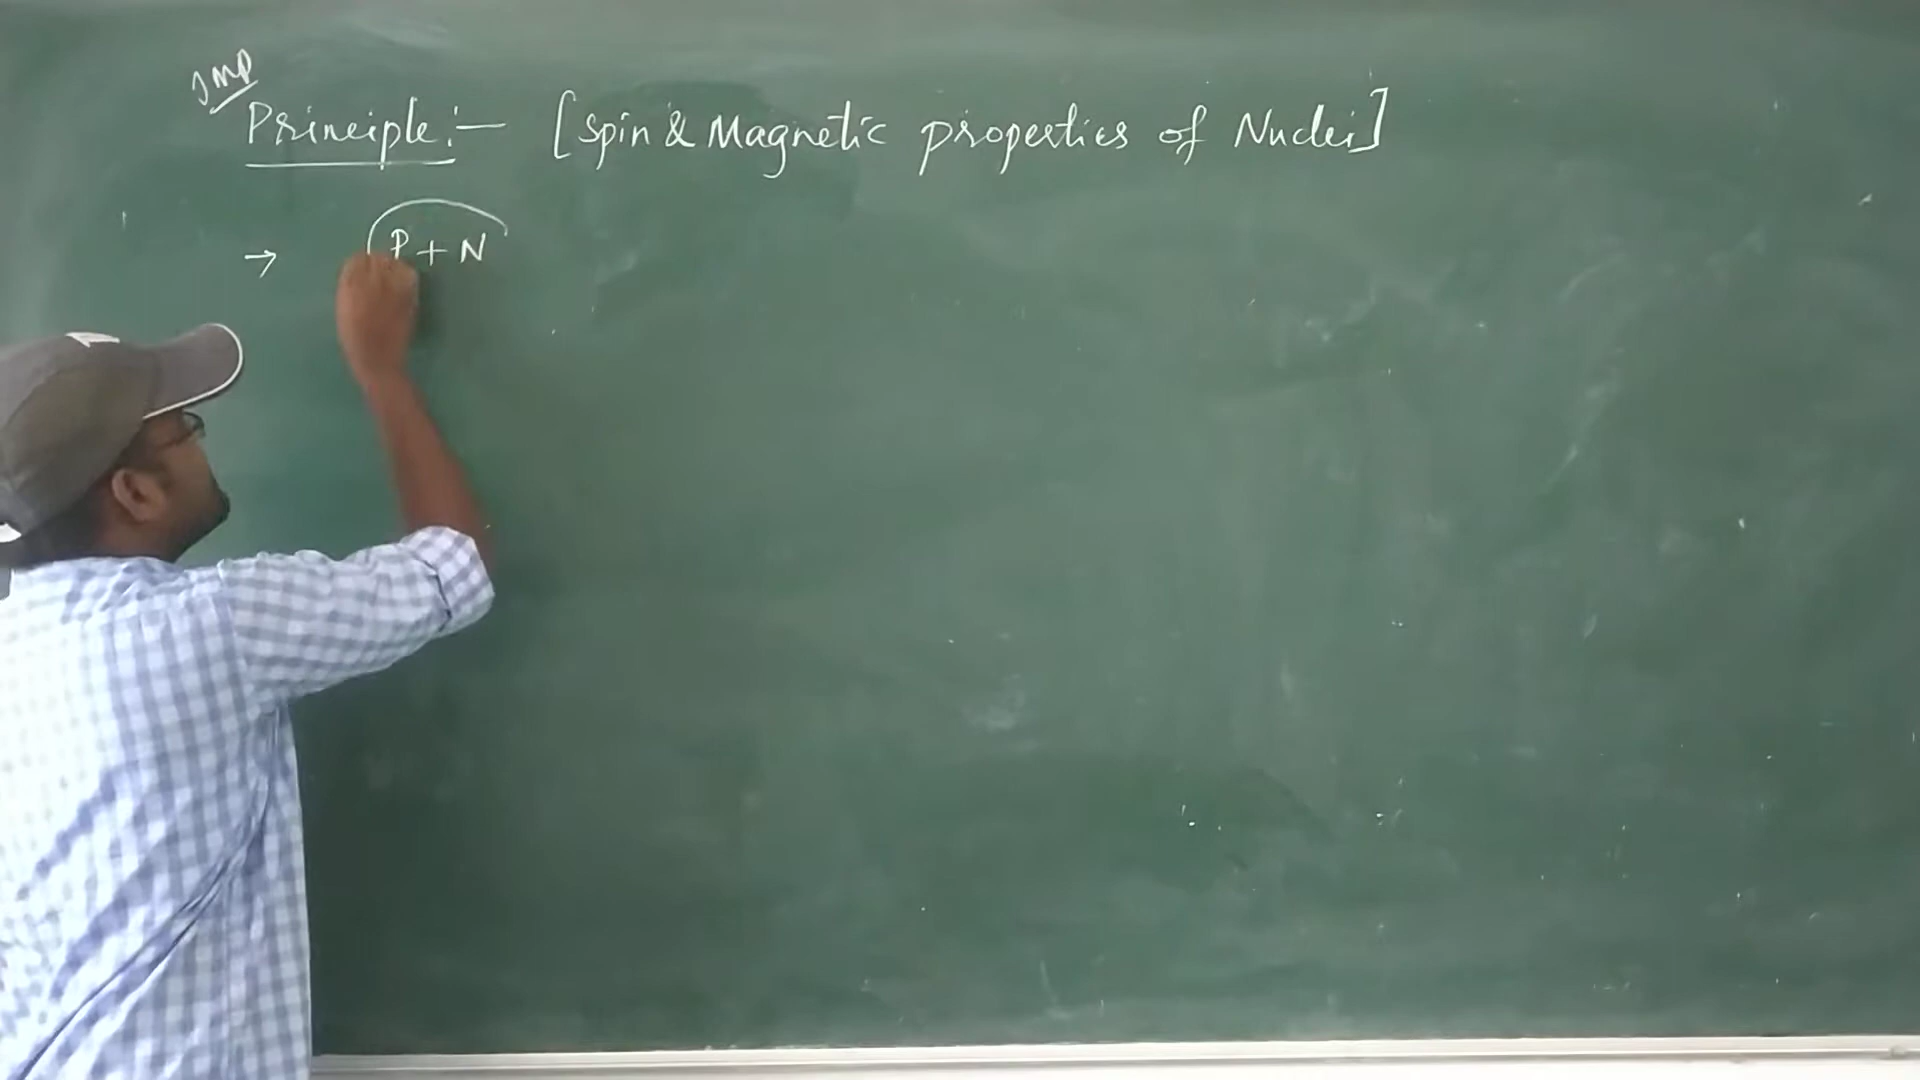 IMP
Principle:- [Spin & Magnetic properties of Nuclei]
→ P + N